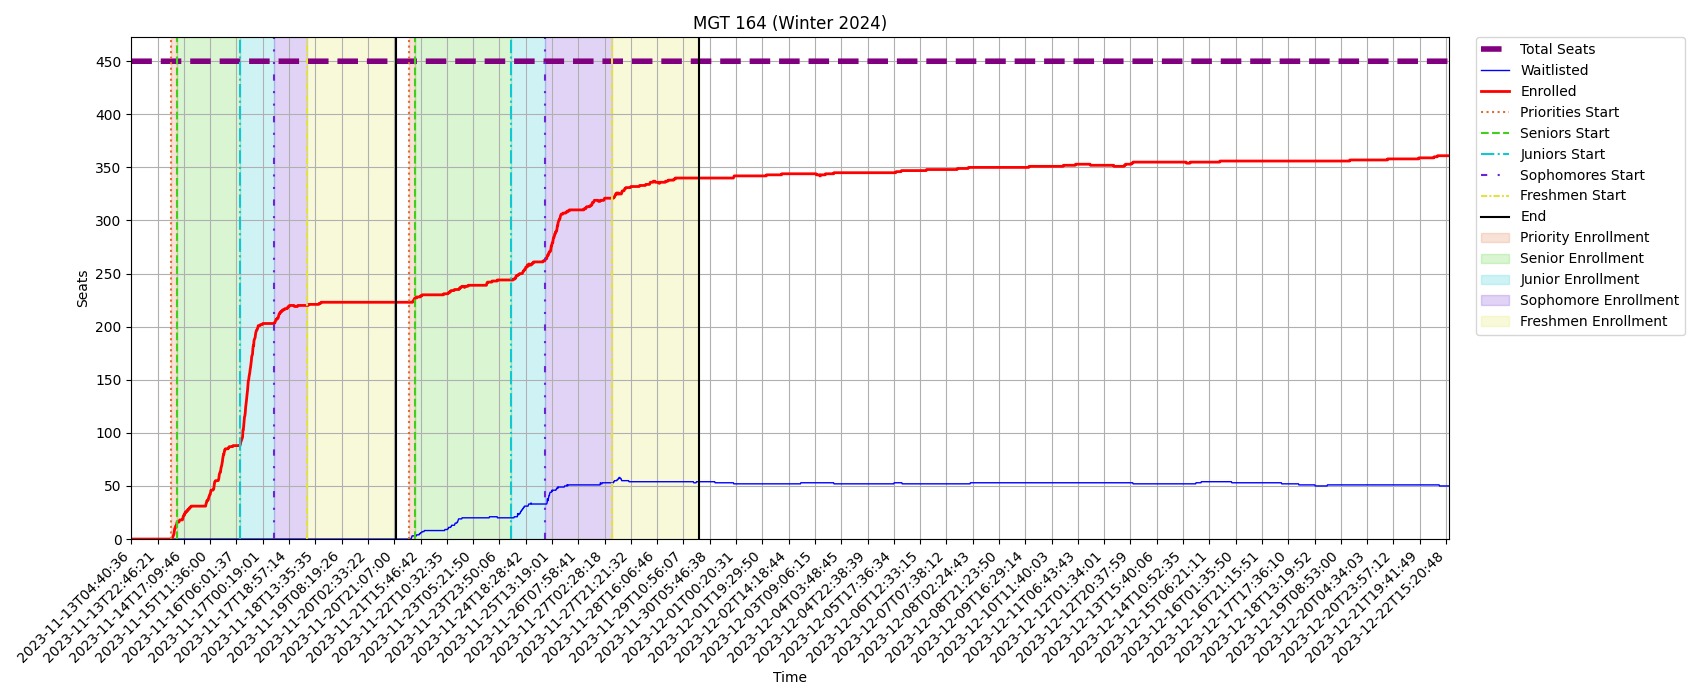 MGT 164 (Winter 2024)
Seats
450
400
350
300
250
200
150
100
50
0
2023-11-13T04:40:36
2023-11-13T22:46:21
2023-11-14T17:09:46
2023-11-15T11:36:00
2023-11-16T06:01:37
2023-11-17T00:19:01
2023-11-17T18:57:14
2023-11-18T13:35:35
2023-11-19T08:19:26
2023-11-20T02:33:22
2023-11-20T21:07:00
2023-11-21T15:46:42
2023-11-22T10:32:35
2023-11-23T05:21:50
2023-11-23T23:50:06
2023-11-24T18:28:42
2023-11-25T13:19:01
2023-11-26T07:58:41
2023-11-27T02:28:18
2023-11-27T21:21:32
2023-11-28T16:06:46
2023-11-29T10:56:07
2023-11-30T05:46:38
2023-12-01T00:20:31
2023-12-01T19:29:50
2023-12-02T14:18:44
2023-12-03T09:06:15
2023-12-04T03:48:45
2023-12-04T22:38:39
2023-12-05T17:36:34
2023-12-06T12:33:15
2023-12-07T07:38:12
2023-12-08T02:24:43
2023-12-08T21:23:50
2023-12-09T16:29:14
2023-12-10T11:40:03
2023-12-11T06:43:43
2023-12-12T01:34:01
2023-12-12T20:37:59
2023-12-13T15:40:06
2023-12-14T10:52:35
2023-12-15T06:21:11
2023-12-16T01:35:50
2023-12-16T21:15:51
2023-12-17T17:36:10
2023-12-18T13:19:52
2023-12-19T08:53:00
2023-12-20T04:34:03
2023-12-20T23:57:12
2023-12-21T19:41:49
2023-12-22T15:20:48
Time
Total Seats
Waitlisted
Enrolled
Priorities Start
Seniors Start
Juniors Start
Sophomores Start
Freshmen Start
End
Priority Enrollment
Senior Enrollment
Junior Enrollment
Sophomore Enrollment
Freshmen Enrollment